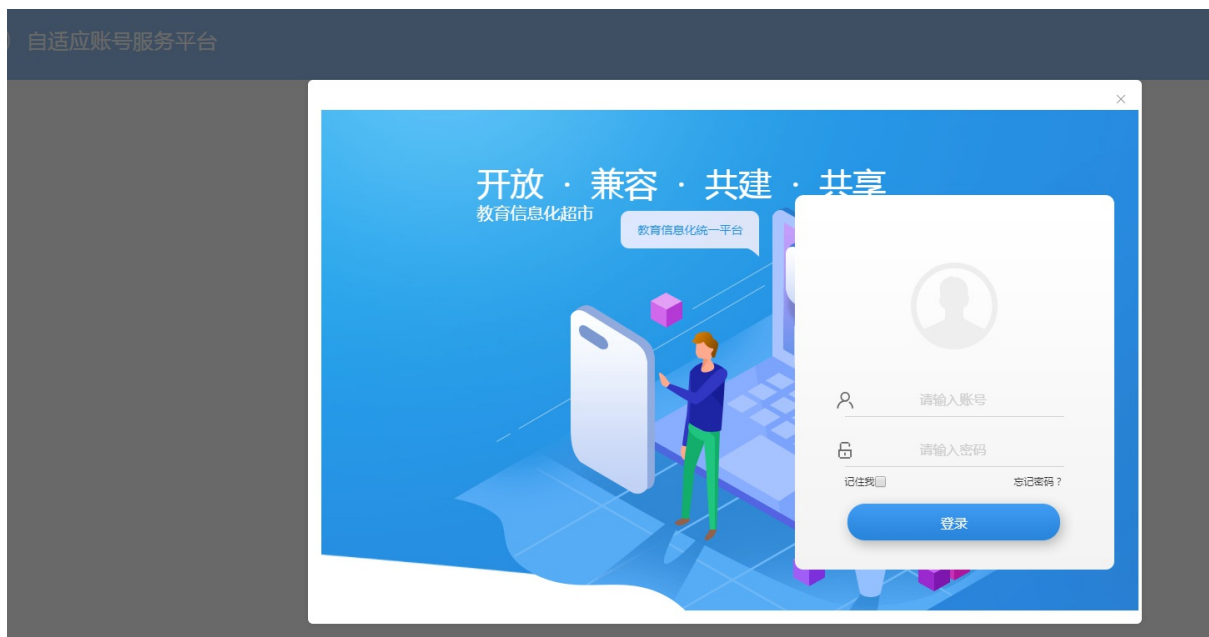 自适应账号服务平台
开放 · 兼容 · 共建 · 共享
教育信息化超市
教育信息化统一平台
请输入账号
请输入密码
记住我 忘记密码？
登录